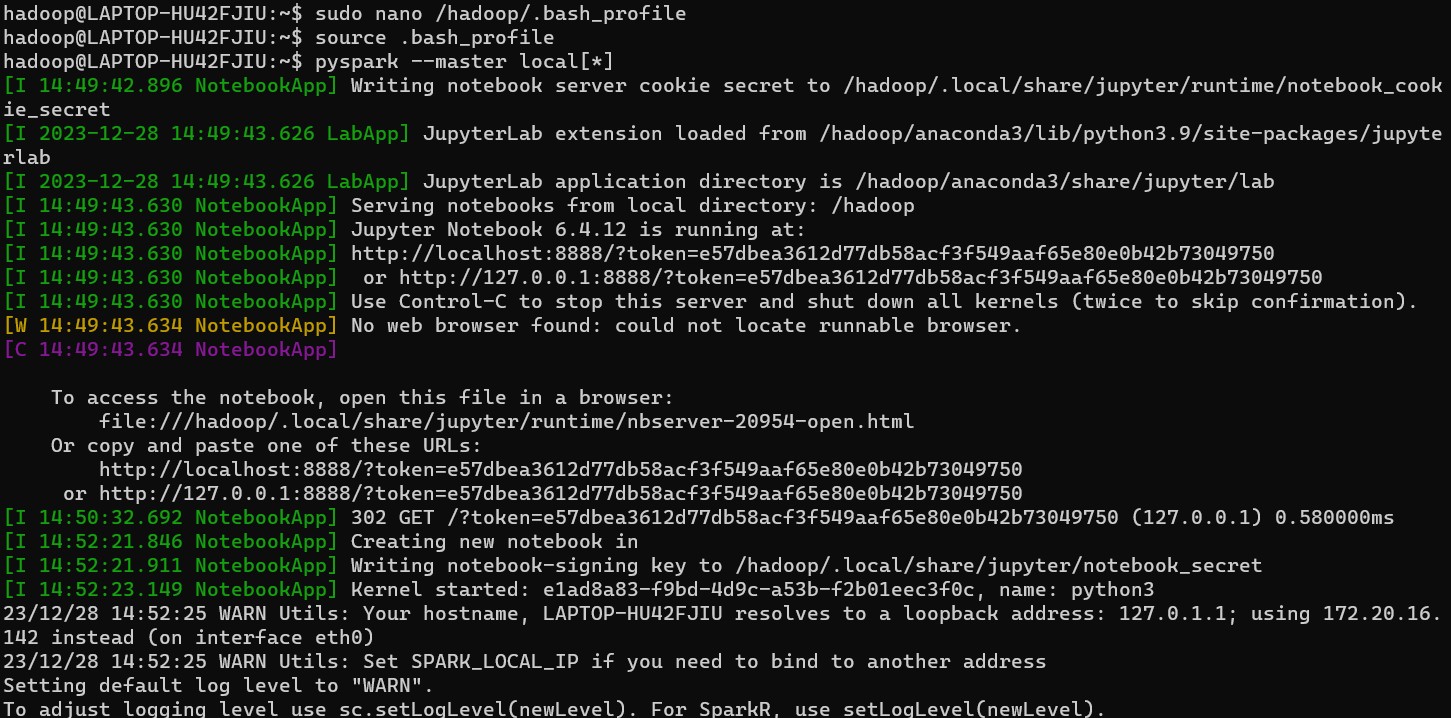 hadoop@LAPTOP-HU42FJIU:~$ sudo nano /hadoop/.bash_profile
hadoop@LAPTOP-HU42FJIU:~$ source .bash_profile
hadoop@LAPTOP-HU42FJIU:~$ pyspark --master local[*]
[I 14:49:42.896 NotebookApp] Writing notebook server cookie secret to /hadoop/.local/share/jupyter/runtime/notebook_cook
ie_secret
[I 2023-12-28 14:49:43.626 LabApp] JupyterLab extension loaded from /hadoop/anaconda3/lib/python3.9/site-packages/jupyte
rlab
[I 2023-12-28 14:49:43.626 LabApp] JupyterLab application directory is /hadoop/anaconda3/share/jupyter/lab
[I 14:49:43.630 NotebookApp] Serving notebooks from local directory: /hadoop
[I 14:49:43.630 NotebookApp] Jupyter Notebook 6.4.12 is running at:
[I 14:49:43.630 NotebookApp] http://localhost:8888/?token=e57dbea3612d77db58acf3f549aaf65e80e0b42b73049750
[I 14:49:43.630 NotebookApp]  or http://127.0.0.1:8888/?token=e57dbea3612d77db58acf3f549aaf65e80e0b42b73049750
[I 14:49:43.630 NotebookApp] Use Control-C to stop this server and shut down all kernels (twice to skip confirmation).
[W 14:49:43.634 NotebookApp] No web browser found: could not locate runnable browser.
[C 14:49:43.634 NotebookApp]
    To access the notebook, open this file in a browser:
        file:///hadoop/.local/share/jupyter/runtime/nbserver-20954-open.html
    Or copy and paste one of these URLs:
        http://localhost:8888/?token=e57dbea3612d77db58acf3f549aaf65e80e0b42b73049750
     or http://127.0.0.1:8888/?token=e57dbea3612d77db58acf3f549aaf65e80e0b42b73049750
[I 14:50:32.692 NotebookApp] 302 GET /?token=e57dbea3612d77db58acf3f549aaf65e80e0b42b73049750 (127.0.0.1) 0.580000ms
[I 14:52:21.846 NotebookApp] Creating new notebook in
[I 14:52:21.911 NotebookApp] Writing notebook-signing key to /hadoop/.local/share/jupyter/notebook_secret
[I 14:52:23.149 NotebookApp] Kernel started: e1ad8a83-f9bd-4d9c-a53b-f2b01eec3f0c, name: python3
23/12/28 14:52:25 WARN Utils: Your hostname, LAPTOP-HU42FJIU resolves to a loopback address: 127.0.1.1; using 172.20.16.
142 instead (on interface eth0)
23/12/28 14:52:25 WARN Utils: Set SPARK_LOCAL_IP if you need to bind to another address
Setting default log level to "WARN".
To adjust logging level use sc.setLogLevel(newLevel). For SparkR, use setLogLevel(newLevel).